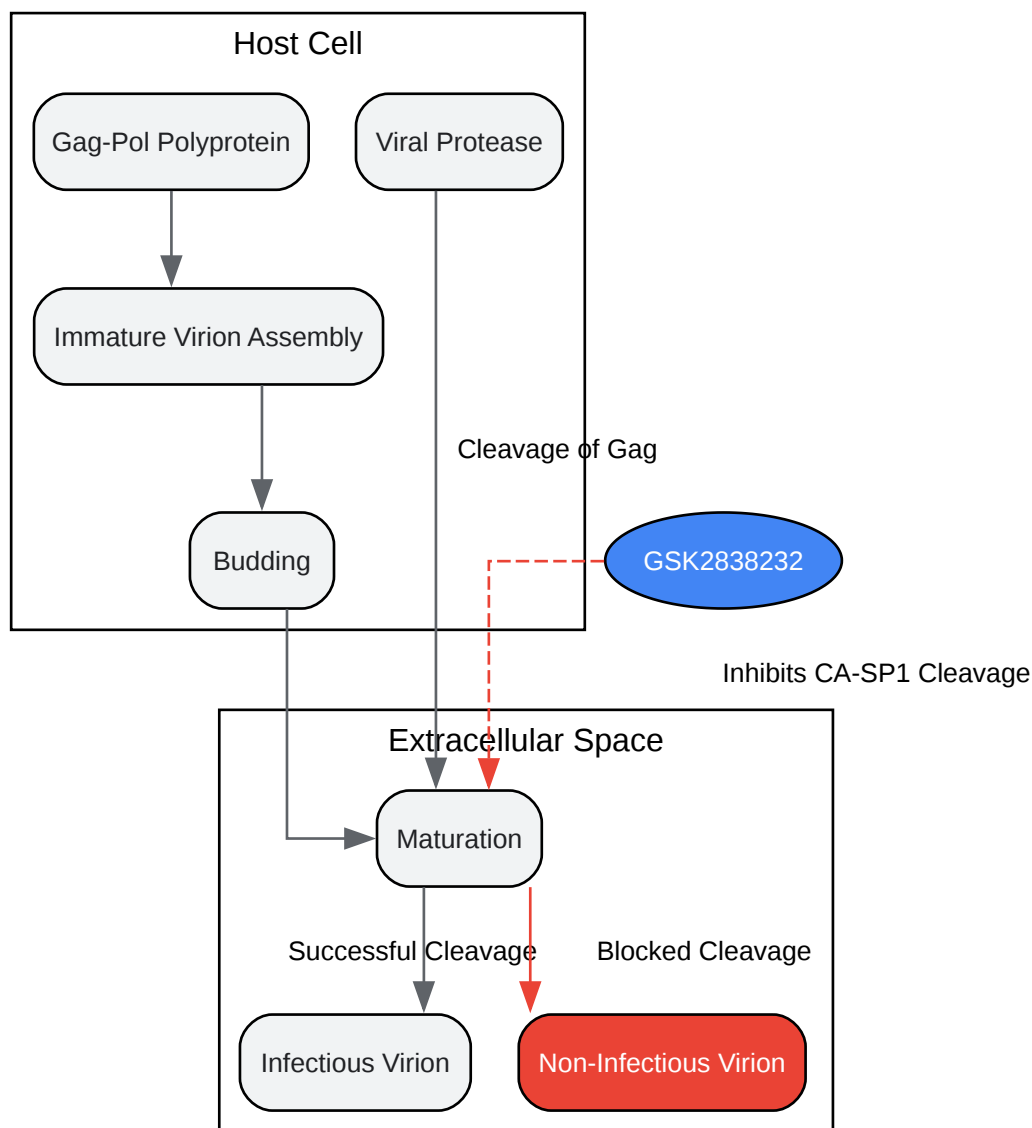 Host Cell
Gag-Pol Polyprotein
Viral Protease
Immature Virion Assembly
Cleavage of Gag
Budding
GSK2838232
Inhibits CA-SP1 Cleavage
Extracellular Space
Maturation
Successful Cleavage
Blocked Cleavage
Infectious Virion
Non-Infectious Virion